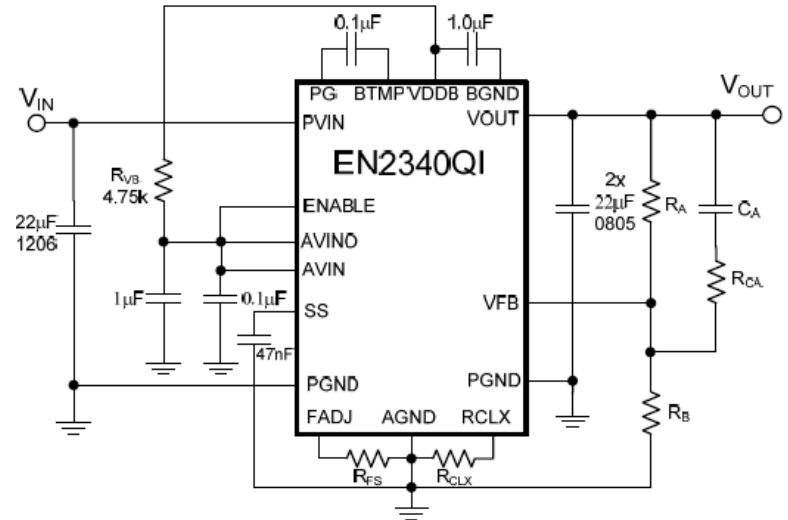 0.1µF
1.0µF
PG
BTMP
VDDB
BGND
VIN
VOUT
PVIN
VOUT
EN2340QI
RVB
4.75k
ENABLE
2x
22µF
0805
RA
CA
22µF
1206
AVINO
AVIN
RCA
1µF
0.1µF
SS
VFB
47nF
PGND
PGND
RB
FADJ
AGND
RCLX
RFS
RCLX